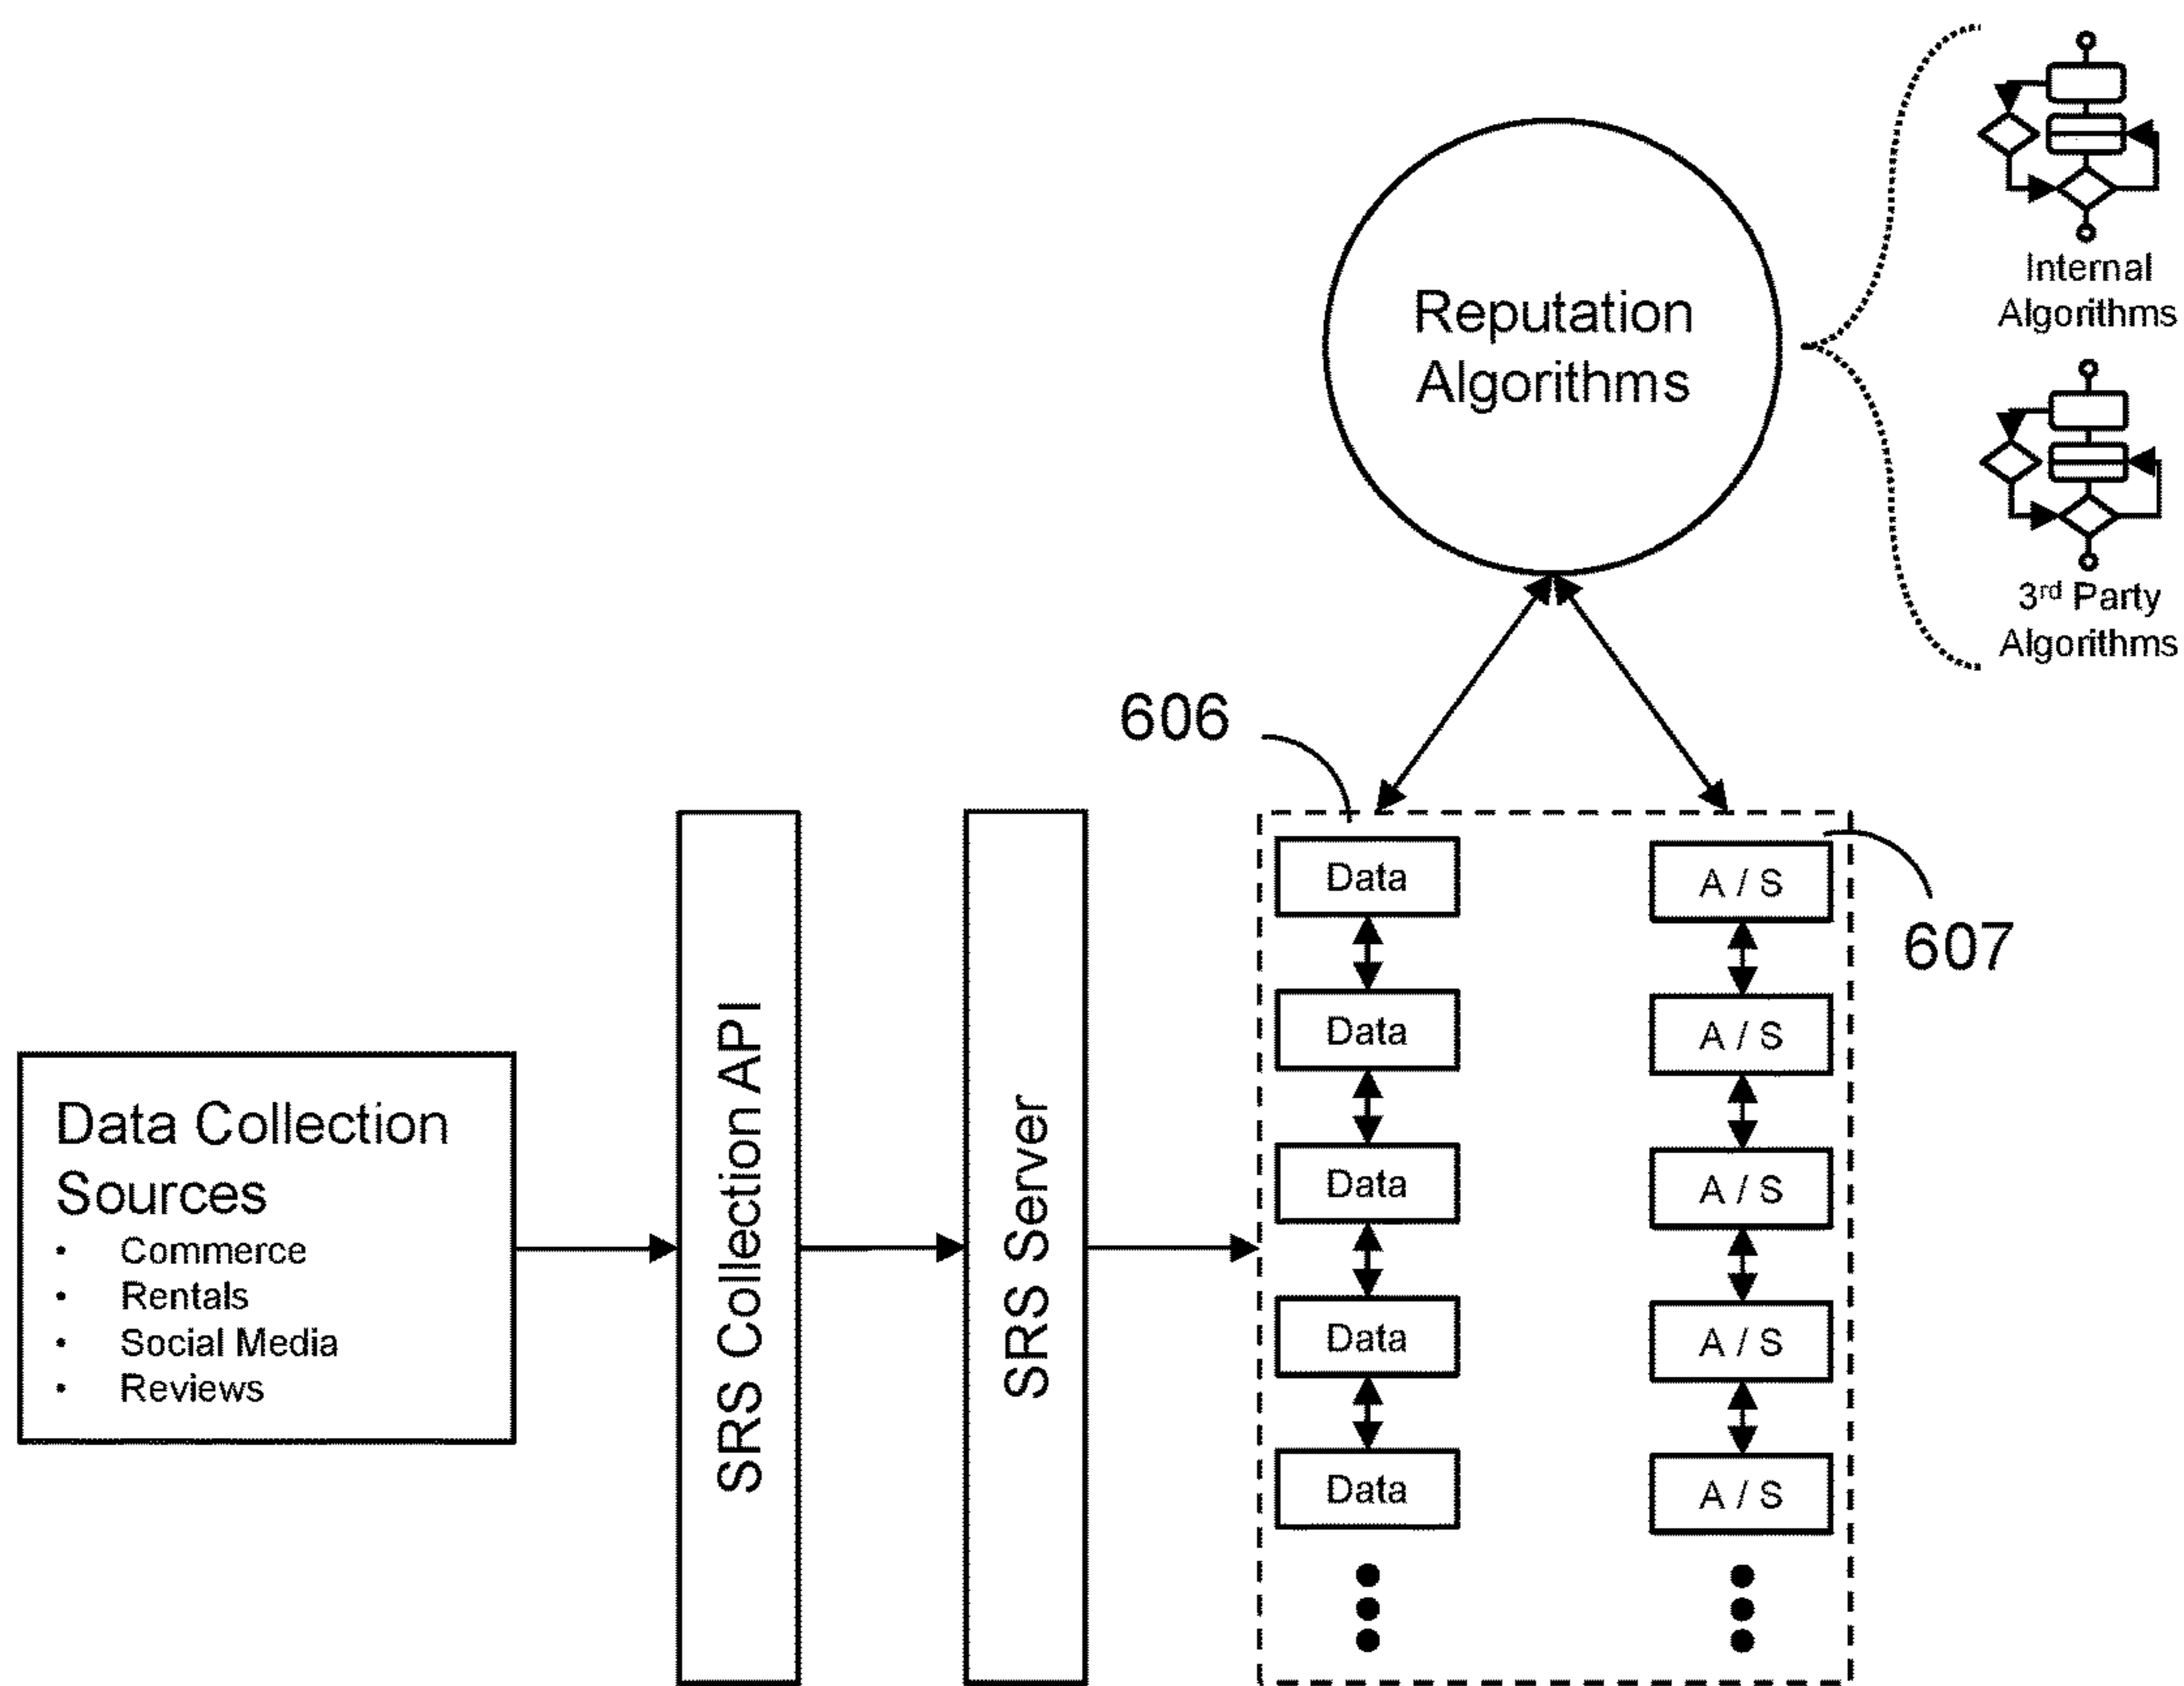 Internal
Algorithms
Reputation
Algorithms
3rd Party
Algorithms
606
607
Data Collection
Sources
• Commerce
• Rentals
• Social Media
• Reviews
SRS Collection API
SRS Server
Data
A / S
Data
A / S
Data
A / S
Data
A / S
Data
A / S